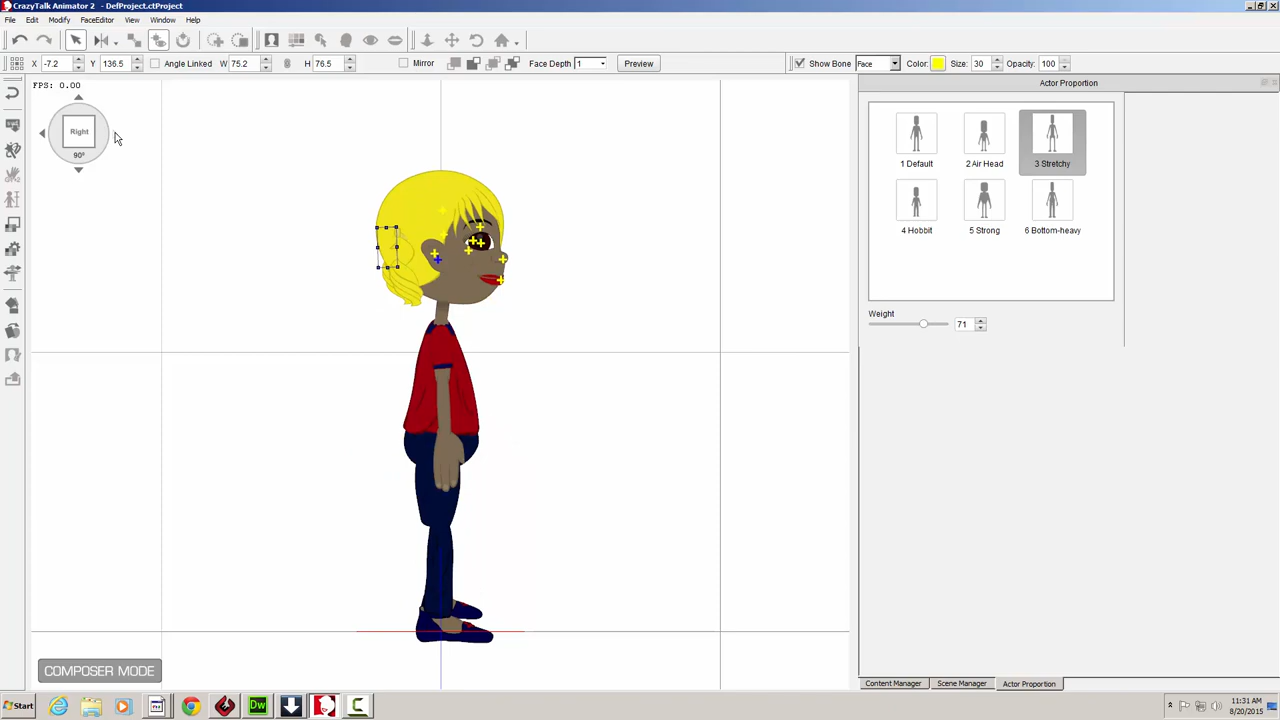 CrazyTalk Animator 2 - DefProject.ctProject
File Edit Modify FaceEditor View Window Help
X -7.2 Y 136.5 Angle Linked W 75.2 H 76.5 Mirror Face Depth 1 Preview Show Bone Face Color: Size: 30 Opacity: 100
FPS: 0.00
Right
90º
Actor Proportion
1 Default 2 Air Head 3 Stretchy
4 Hobbit 5 Strong 6 Bottom-heavy
Weight
71
COMPOSER MODE
Content Manager Scene Manager Actor Proportion
Start
Dw
11:31 AM
8/20/2015